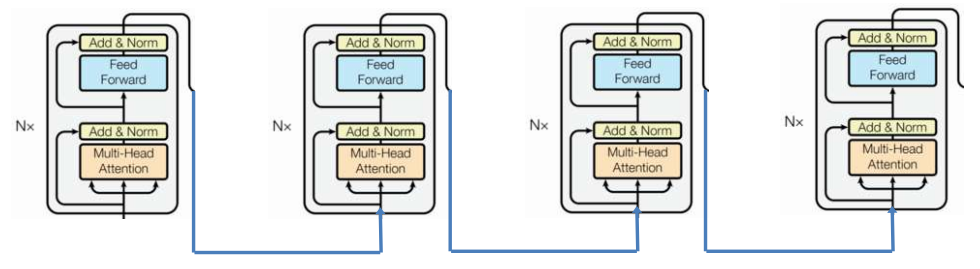 Add & Norm
Feed
Forward
N×
Add & Norm
Multi-Head
Attention
Add & Norm
Feed
Forward
N×
Add & Norm
Multi-Head
Attention
Add & Norm
Feed
Forward
N×
Add & Norm
Multi-Head
Attention
Add & Norm
Feed
Forward
N×
Add & Norm
Multi-Head
Attention